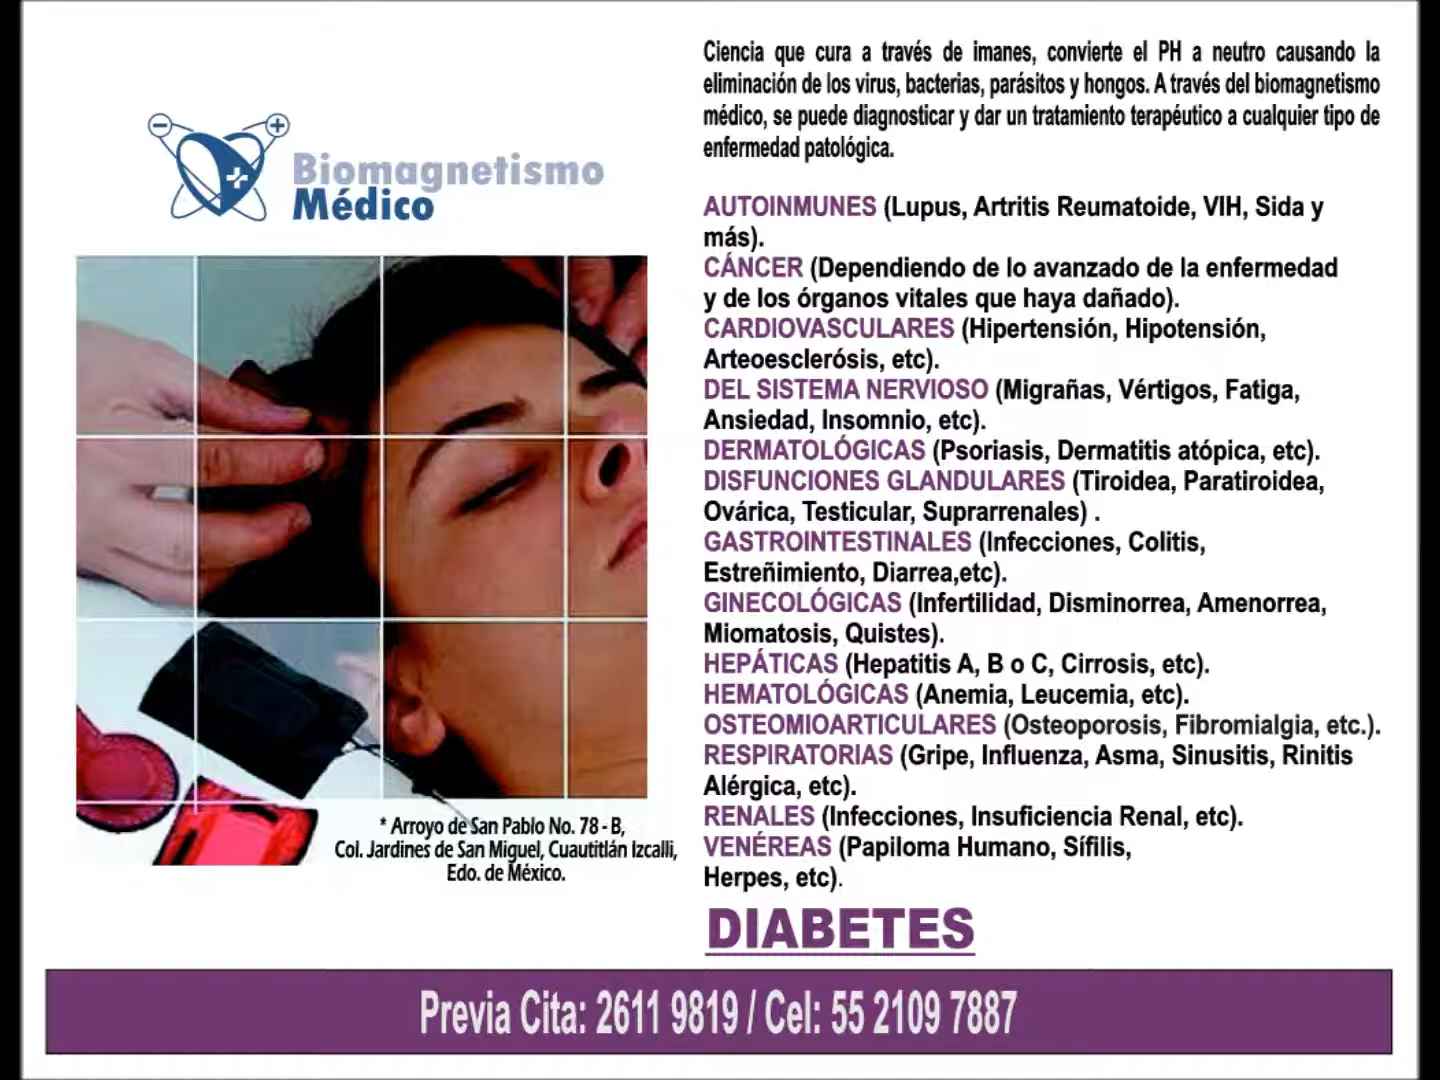 Biomagnetismo
Médico
* Arroyo de San Pablo No. 78 - B,
Col. Jardines de San Miguel, Cuautitlán Izcalli,
Edo. de México.
Ciencia que cura a través de imanes, convierte el PH a neutro causando la
eliminación de los virus, bacterias, parásitos y hongos. A través del biomagnetismo
médico, se puede diagnosticar y dar un tratamiento terapéutico a cualquier tipo de
enfermedad patológica.
AUTOINMUNES (Lupus, Artritis Reumatoide, VIH, Sida y
más).
CÁNCER (Dependiendo de lo avanzado de la enfermedad
y de los órganos vitales que haya dañado).
CARDIOVASCULARES (Hipertensión, Hipotensión,
Arteoesclerósis, etc).
DEL SISTEMA NERVIOSO (Migrañas, Vértigos, Fatiga,
Ansiedad, Insomnio, etc).
DERMATOLÓGICAS (Psoriasis, Dermatitis atópica, etc).
DISFUNCIONES GLANDULARES (Tiroidea, Paratiroidea,
Ovárica, Testicular, Suprarrenales) .
GASTROINTESTINALES (Infecciones, Colitis,
Estreñimiento, Diarrea,etc).
GINECOLÓGICAS (Infertilidad, Disminorrea, Amenorrea,
Miomatosis, Quistes).
HEPÁTICAS (Hepatitis A, B o C, Cirrosis, etc).
HEMATOLÓGICAS (Anemia, Leucemia, etc).
OSTEOMIOARTICULARES (Osteoporosis, Fibromialgia, etc.).
RESPIRATORIAS (Gripe, Influenza, Asma, Sinusitis, Rinitis
Alérgica, etc).
RENALES (Infecciones, Insuficiencia Renal, etc).
VENÉREAS (Papiloma Humano, Sífilis,
Herpes, etc).
DIABETES
Previa Cita: 2611 9819 / Cel: 55 2109 7887